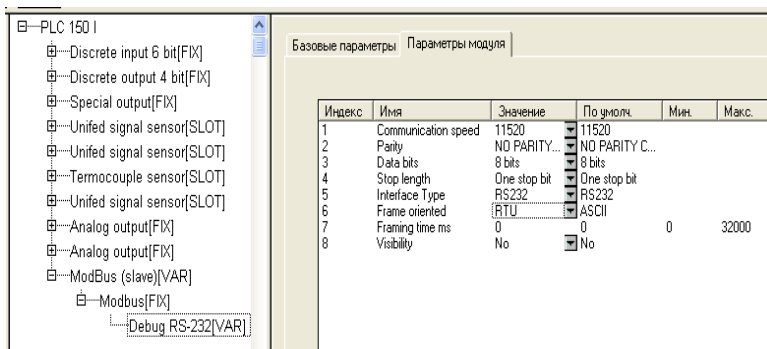 PLC 150 I
Discrete input 6 bit[FIX]
Discrete output 4 bit[FIX]
Special output[FIX]
Unifed signal sensor[SLOT]
Unifed signal sensor[SLOT]
Termocouple sensor[SLOT]
Unifed signal sensor[SLOT]
Analog output[FIX]
Analog output[FIX]
ModBus (slave)[VAR]
Modbus[FIX]
Debug RS-232[VAR]
Базовые параметры Параметры модуля
Индекс Имя Значение По умолч. Мин. Макс.
1 Communication speed 11520 11520
2 Parity NO PARITY... NO PARITY C...
3 Data bits 8 bits 8 bits
4 Stop length One stop bit One stop bit
5 Interface Type RS232 RS232
6 Frame oriented RTU ASCII
7 Framing time ms 0 0 0 32000
8 Visibility No No